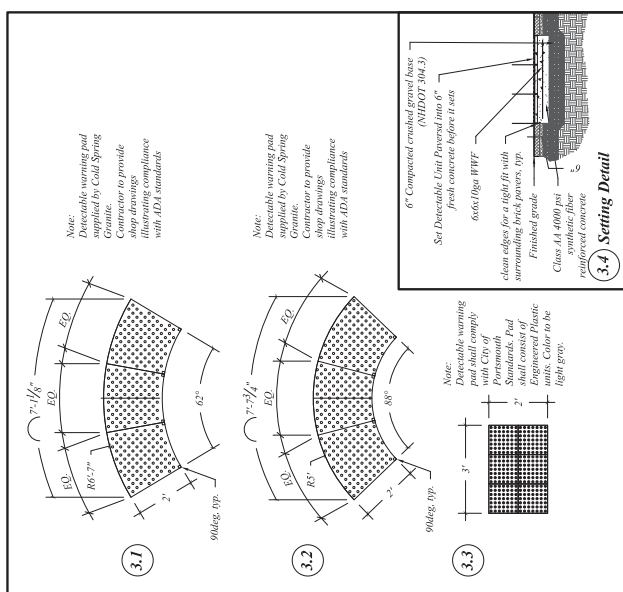 3.1
90deg. typ.
2'
R6'-7"
EQ.
EQ.
EQ.
7'-1 1/8"
62°
Note:
Detectable warning pad
supplied by Cold Spring
Granite.
Contractor to provide
shop drawings
illustrating compliance
with ADA standards
3.2
90deg. typ.
2'
R5'
EQ.
EQ.
EQ.
7'-7 3/4"
88°
Note:
Detectable warning pad
supplied by Cold Spring
Granite.
Contractor to provide
shop drawings
illustrating compliance
with ADA standards
3.3
3'
2'
Note:
Detectable warning
pad shall comply
with City of
Portsmouth
Standards. Pad
shall consist of
Engineered Plastic
units. Color to be
light gray.
6" Compacted crushed gravel base
(NHDOT 304.3)
Set Detectable Unit Paversd into 6"
fresh concrete before it sets
6x6x10ga WWF
clean edges for a tight fit with
surrounding brick pavers, typ.
Finished grade
6"
Class AA 4000 psi
synthetic fiber
reinforced concrete
3.4 Setting Detail